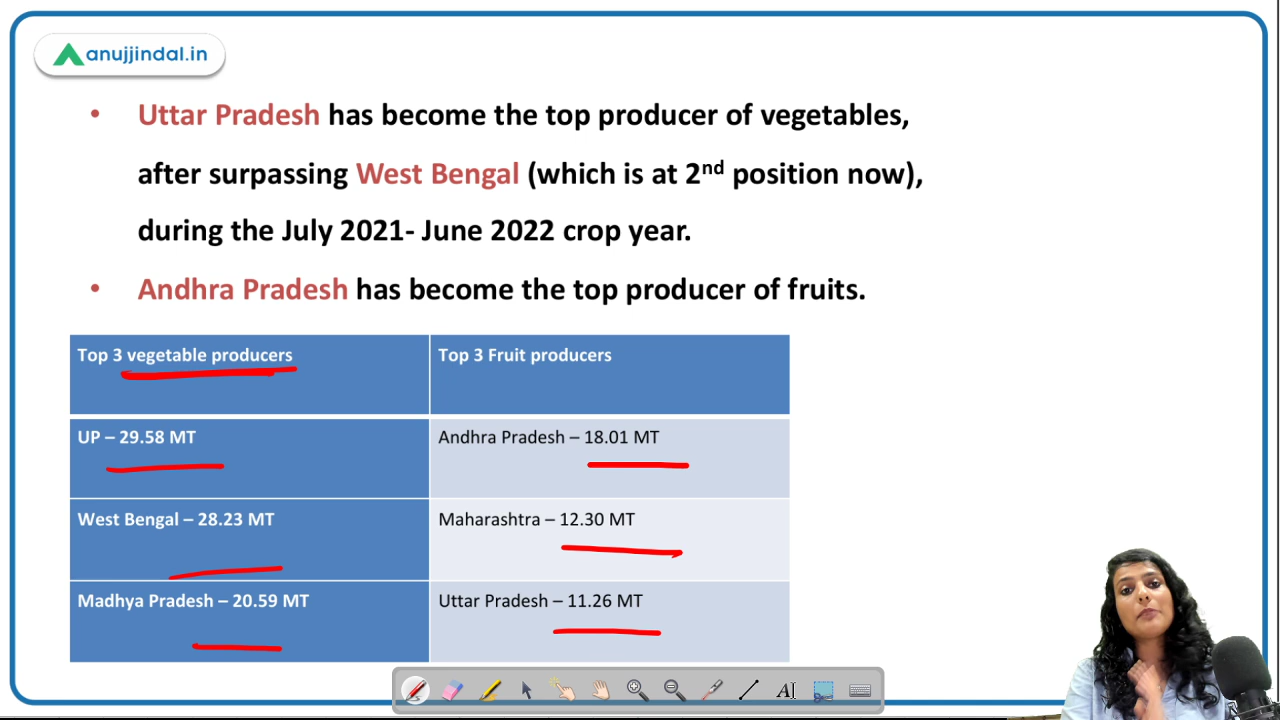 anujjindal.in
• Uttar Pradesh has become the top producer of vegetables,
after surpassing West Bengal (which is at 2nd position now),
during the July 2021- June 2022 crop year.
• Andhra Pradesh has become the top producer of fruits.
Top 3 vegetable producers
Top 3 Fruit producers
UP – 29.58 MT
Andhra Pradesh – 18.01 MT
West Bengal – 28.23 MT
Maharashtra – 12.30 MT
Madhya Pradesh – 20.59 MT
Uttar Pradesh – 11.26 MT
A